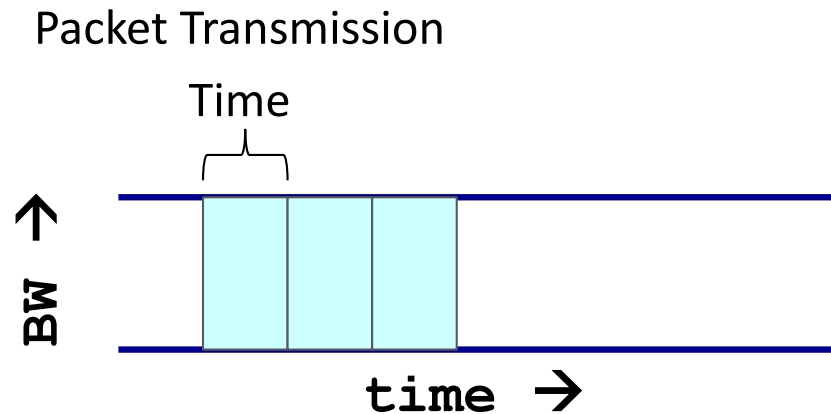 Packet Transmission
Time
BW →
time →